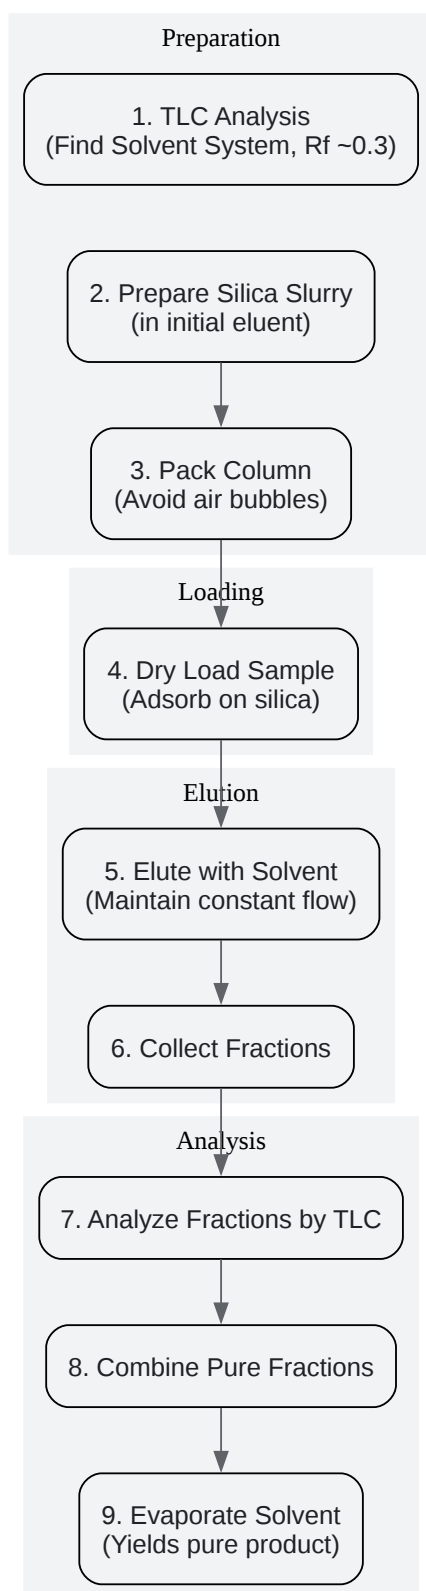 Preparation
1. TLC Analysis
(Find Solvent System, Rf ~0.3)
2. Prepare Silica Slurry
(in initial eluent)
3. Pack Column
(Avoid air bubbles)
Loading
4. Dry Load Sample
(Adsorb on silica)
Elution
5. Elute with Solvent
(Maintain constant flow)
6. Collect Fractions
Analysis
7. Analyze Fractions by TLC
8. Combine Pure Fractions
9. Evaporate Solvent
(Yields pure product)